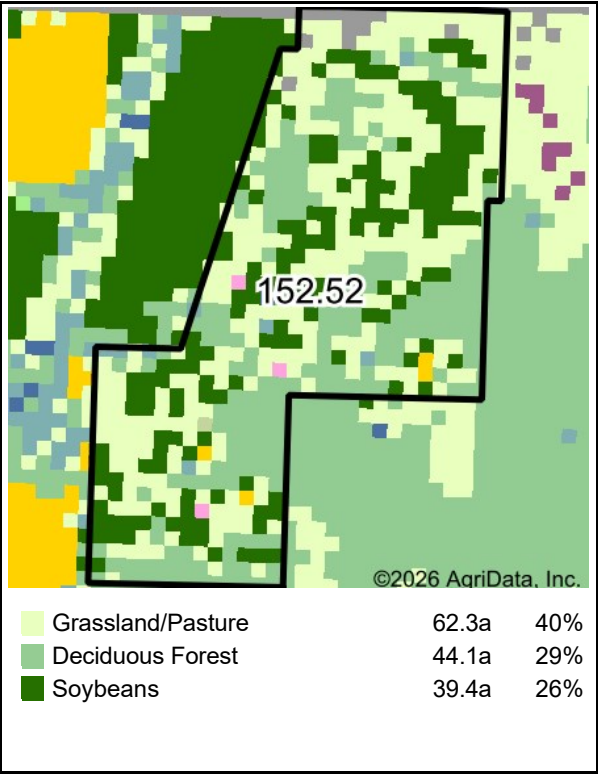 152.52
©2026 AgriData, Inc.
Grassland/Pasture 62.3a 40%
Deciduous Forest 44.1a 29%
Soybeans 39.4a 26%